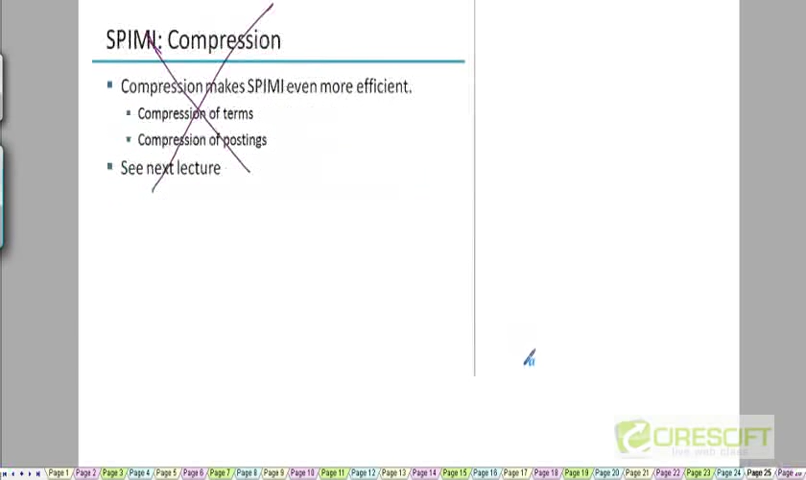 SPIMI: Compression
Compression makes SPIMI even more efficient.
Compression of terms
Compression of postings
See next lecture
CIRESCIFT
live web class
Page 1 Page 2 Page 3 Page 4 Page 5 Page 6 Page 7 Page 8 Page 9 Page 10 Page 11 Page 12 Page 13 Page 14 Page 15 Page 16 Page 17 Page 18 Page 19 Page 20 Page 21 Page 22 Page 23 Page 24 Page 25 Page